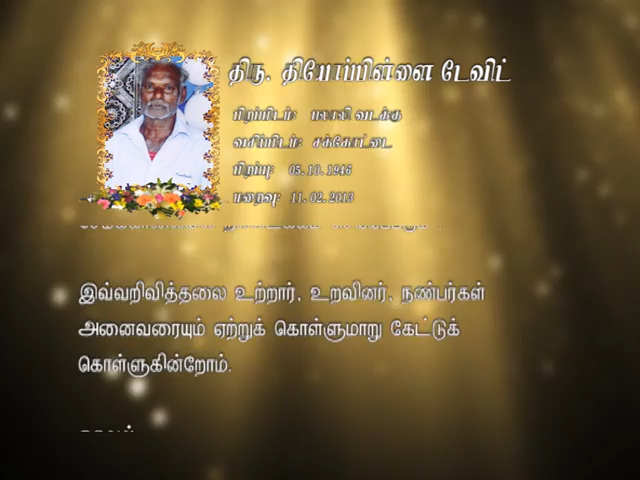 திரு. தியோப்பிள்ளை டேவிட்
பிறப்பிடம்: பலாலி வடக்கு
வசிப்பிடம்: சக்கோட்டை
பிறப்பு: 05.10.1946
மறைவு: 11.02.2013
இவ்வறிவித்தலை உற்றார், உறவினர், நண்பர்கள்
அனைவரையும் ஏற்றுக் கொள்ளுமாறு கேட்டுக்
கொள்ளுகின்றோம்.